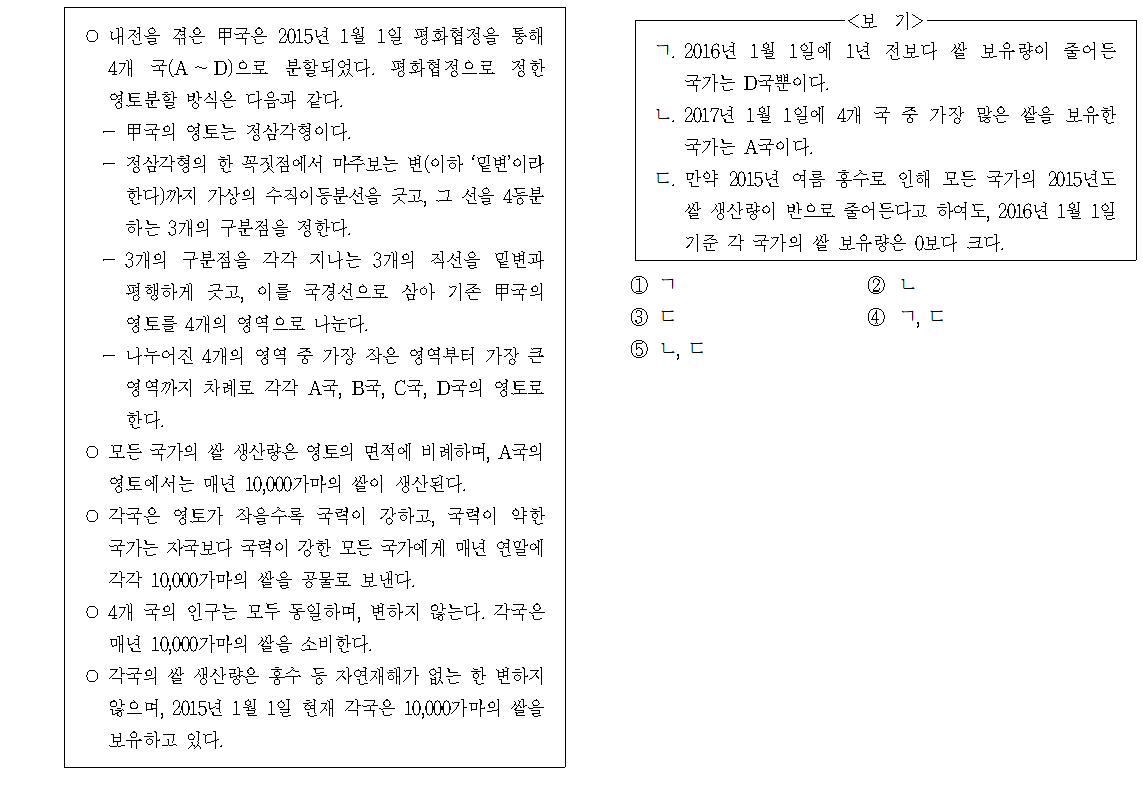 ○ 대전을 겪은 甲국은 2015년 1월 1일 평화협정을 통해
4개 국(A ~ D)으로 분할되었다. 평화협정으로 정한
영토분할 방식은 다음과 같다.
- 甲국의 영토는 정삼각형이다.
- 정삼각형의 한 꼭짓점에서 마주보는 변(이하 ‘밑변’이라
한다)까지 가상의 수직이등분선을 긋고, 그 선을 4등분
하는 3개의 구분점을 정한다.
- 3개의 구분점을 각각 지나는 3개의 직선을 밑변과
평행하게 긋고, 이를 국경선으로 삼아 기존 甲국의
영토를 4개의 영역으로 나눈다.
- 나누어진 4개의 영역 중 가장 작은 영역부터 가장 큰
영역까지 차례로 각각 A국, B국, C국, D국의 영토로
한다.
○ 모든 국가의 쌀 생산량은 영토의 면적에 비례하며, A국의
영토에서는 매년 10,000가마의 쌀이 생산된다.
○ 각국은 영토가 작을수록 국력이 강하고, 국력이 약한
국가는 자국보다 국력이 강한 모든 국가에게 매년 연말에
각각 10,000가마의 쌀을 공물로 보낸다.
○ 4개 국의 인구는 모두 동일하며, 변하지 않는다. 각국은
매년 10,000가마의 쌀을 소비한다.
○ 각국의 쌀 생산량은 홍수 등 자연재해가 없는 한 변하지
않으며, 2015년 1월 1일 현재 각국은 10,000가마의 쌀을
보유하고 있다.
<보 기>
ㄱ. 2016년 1월 1일에 1년 전보다 쌀 보유량이 줄어든
국가는 D국뿐이다.
ㄴ. 2017년 1월 1일에 4개 국 중 가장 많은 쌀을 보유한
국가는 A국이다.
ㄷ. 만약 2015년 여름 홍수로 인해 모든 국가의 2015년도
쌀 생산량이 반으로 줄어든다고 하여도, 2016년 1월 1일
기준 각 국가의 쌀 보유량은 0보다 크다.
① ㄱ ② ㄴ
③ ㄷ ④ ㄱ, ㄷ
⑤ ㄴ, ㄷ